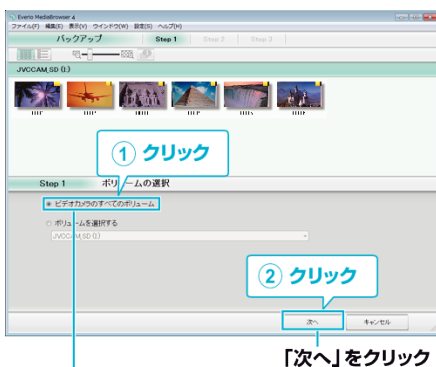 Everio MediaBrowser 4
ファイル(F) 編集(E) 表示(V) ウインドウ(W) 設定(S) ヘルプ(H)
バックアップ Step 1 Step 2 Step 3
JVCCAM_SD (I:)
① クリック
Step 1 ボリュームの選択
ビデオカメラのすべてのボリューム
ボリュームを選択する
JVCCAM_SD (I:)
② クリック
次へ キャンセル
「次へ」をクリック